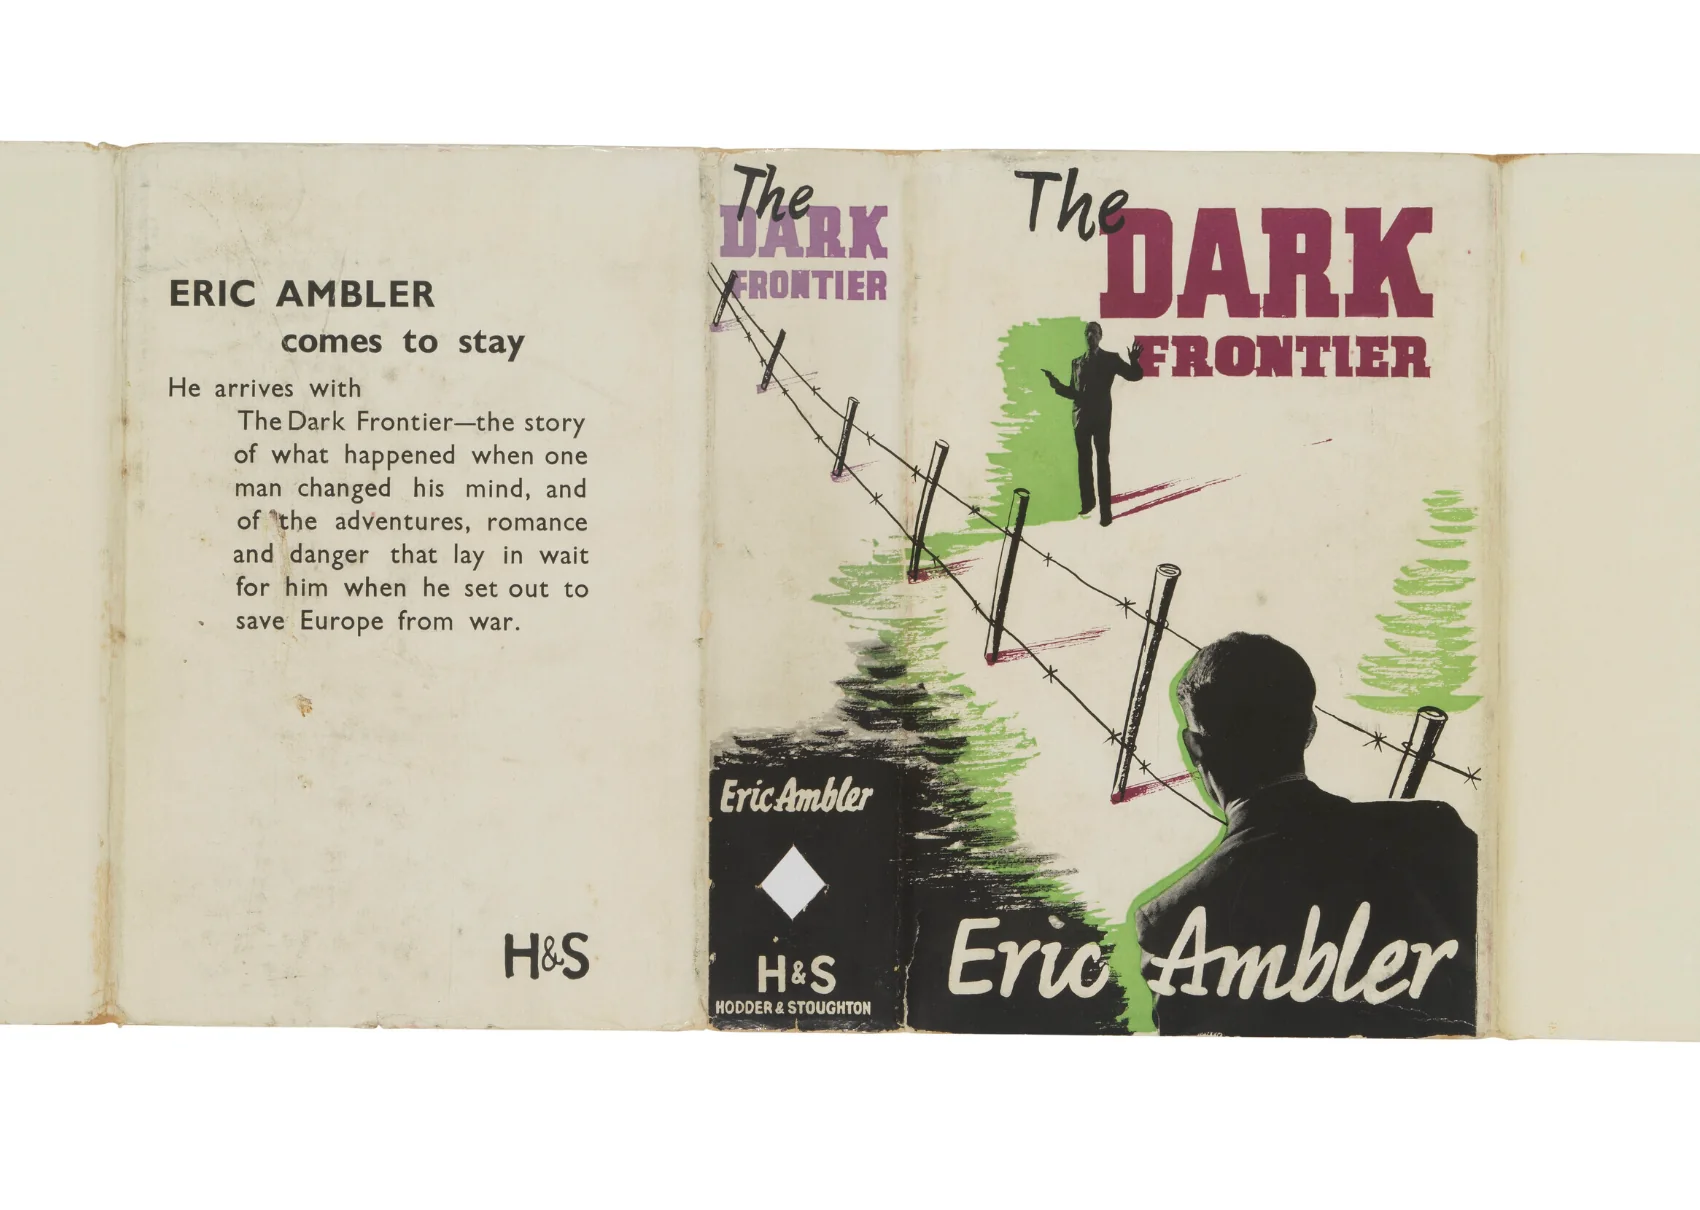 ERIC AMBLER
comes to stay
He arrives with
The Dark Frontier—the story
of what happened when one
man changed his mind, and
of the adventures, romance
and danger that lay in wait
for him when he set out to
save Europe from war.
H&S
The
DARK
FRONTIER
Eric Ambler
H&S
HODDER & STOUGHTON
The
DARK
FRONTIER
Eric Ambler